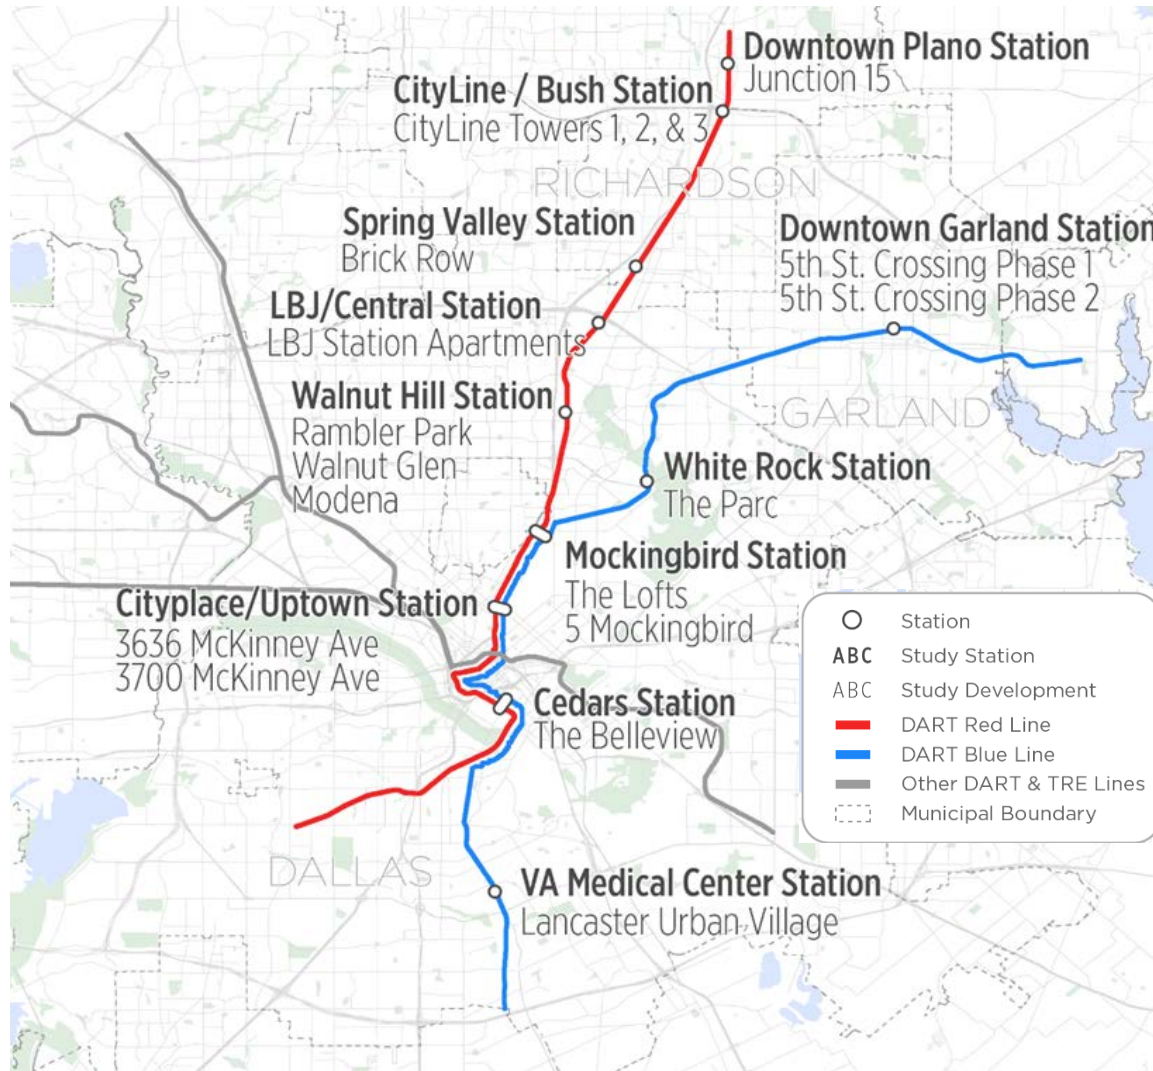 Downtown Plano Station
Junction 15
CityLine / Bush Station
CityLine Towers 1, 2, & 3
RICHARDSON
Spring Valley Station
Brick Row
Downtown Garland Station
5th St. Crossing Phase 1
5th St. Crossing Phase 2
LBJ/Central Station
LBJ Station Apartments
Walnut Hill Station
Rambler Park
Walnut Glen
Modena
GARLAND
White Rock Station
The Parc
Mockingbird Station
The Lofts
5 Mockingbird
Cityplace/Uptown Station
3636 McKinney Ave
3700 McKinney Ave
Cedars Station
The Belleview
DALLAS
VA Medical Center Station
Lancaster Urban Village
Station
ABC Study Station
ABC Study Development
DART Red Line
DART Blue Line
Other DART & TRE Lines
Municipal Boundary